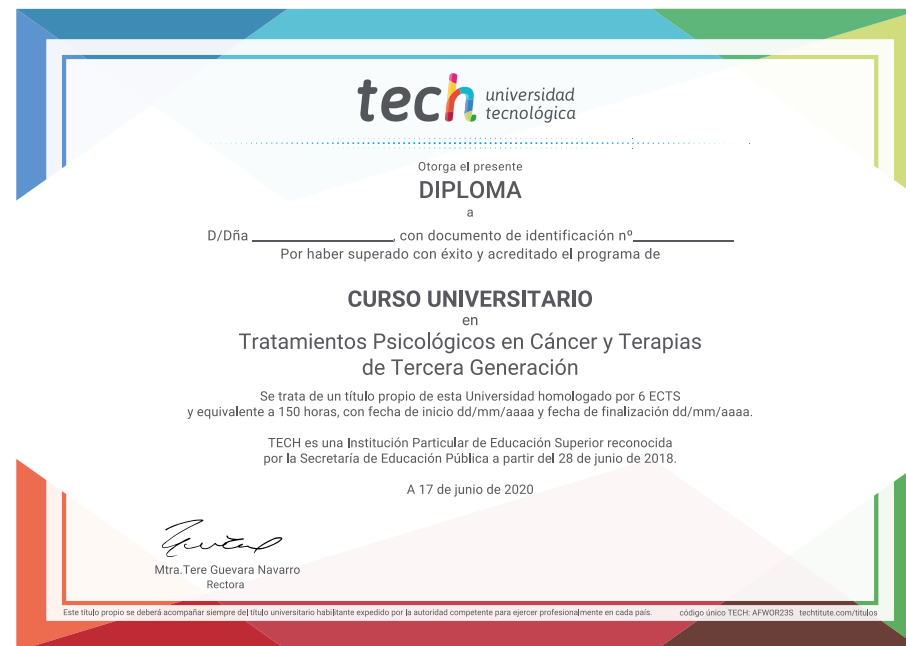 tech universidad
tecnológica
Otorga el presente
DIPLOMA
a
D/Dña ____________, con documento de identificación nº____________
Por haber superado con éxito y acreditado el programa de
CURSO UNIVERSITARIO
en
Tratamientos Psicológicos en Cáncer y Terapias
de Tercera Generación
Se trata de un título propio de esta Universidad homologado por 6 ECTS
y equivalente a 150 horas, con fecha de inicio dd/mm/aaaa y fecha de finalización dd/mm/aaaa.
TECH es una Institución Particular de Educación Superior reconocida
por la Secretaría de Educación Pública a partir del 28 de junio de 2018.
A 17 de junio de 2020
Mtra.Tere Guevara Navarro
Rectora
Este título propio se deberá acompañar siempre del título universitario habilitante expedido por la autoridad competente para ejercer profesionalmente en cada país. código único TECH: AFWOR23S techtitute.com/titulos